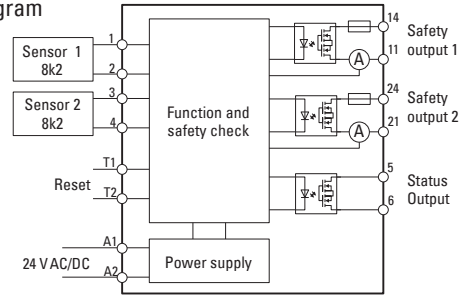 gram
Sensor 1
8k2
1
2
Sensor 2
8k2
3
4
Reset
T1
T2
24 V AC/DC
A1
A2
Function and
safety check
Power supply
A
A
14
11
Safety
output 1
24
21
Safety
output 2
5
6
Status
Output